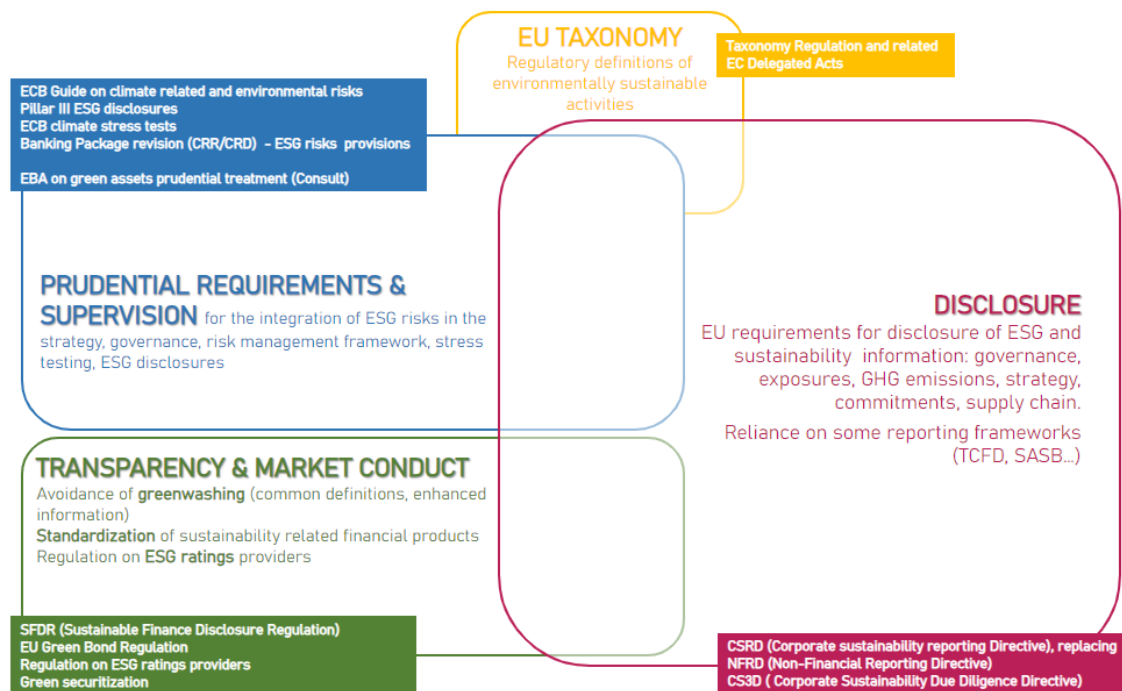 EU TAXONOMY
Regulatory definitions of
environmentally sustainable
activities
Taxonomy Regulation and related
EC Delegated Acts
ECB Guide on climate related and environmental risks
Pillar III ESG disclosures
ECB climate stress tests
Banking Package revision (CRR/CRD) - ESG risks provisions
EBA on green assets prudential treatment (Consult)
PRUDENTIAL REQUIREMENTS &
SUPERVISION for the integration of ESG risks in the
strategy, governance, risk management framework, stress
testing, ESG disclosures
DISCLOSURE
EU requirements for disclosure of ESG and
sustainability information: governance,
exposures, GHG emissions, strategy,
commitments, supply chain.
Reliance on some reporting frameworks
(TCFD, SASB...)
TRANSPARENCY & MARKET CONDUCT
Avoidance of greenwashing (common definitions, enhanced
information)
Standardization of sustainability related financial products
Regulation on ESG ratings providers
SFDR (Sustainable Finance Disclosure Regulation)
EU Green Bond Regulation
Regulation on ESG ratings providers
Green securitization
CSRD (Corporate sustainability reporting Directive), replacing
NFRD (Non-Financial Reporting Directive)
CS3D ( Corporate Sustainability Due Diligence Directive)